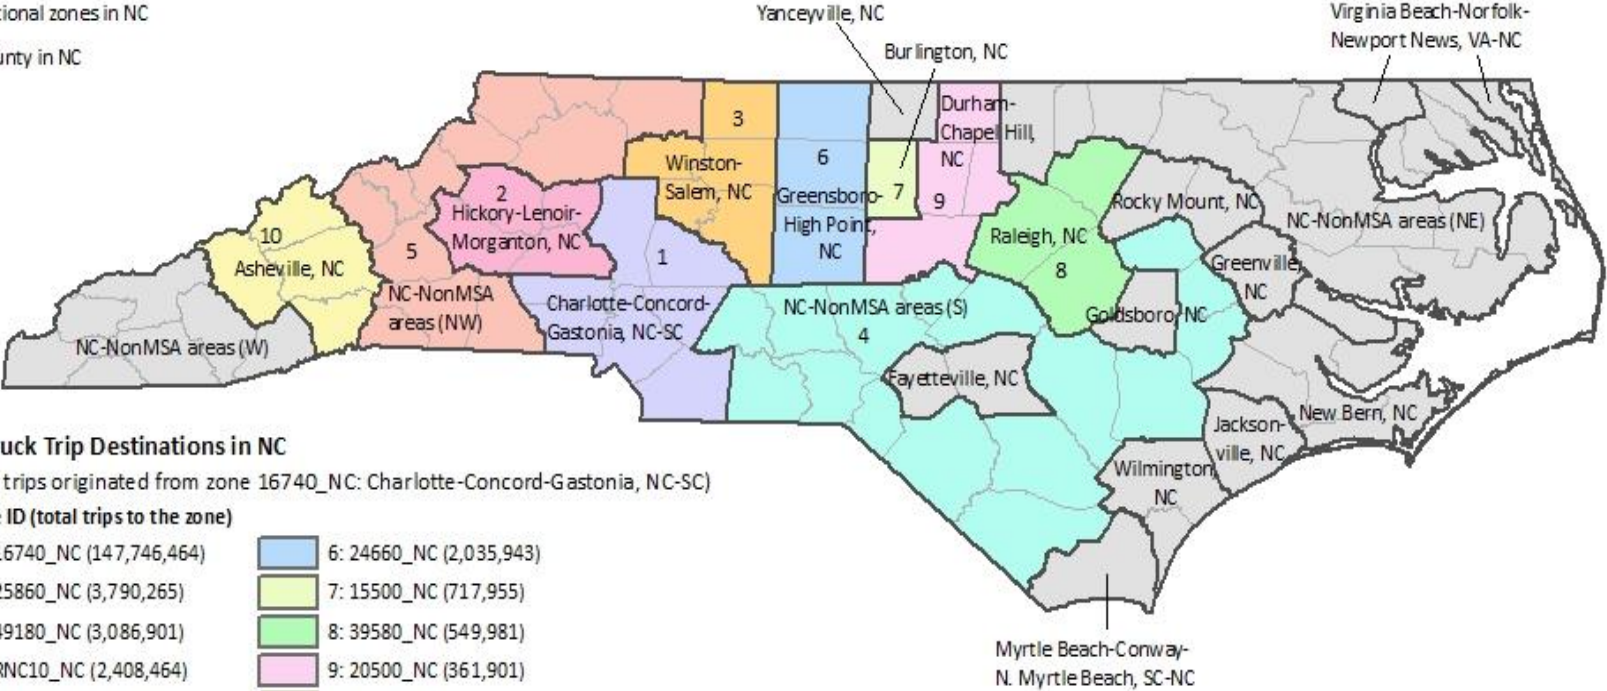 tional zones in NC
unty in NC
Yanceyville, NC
Burlington, NC
Virginia Beach-Norfolk-
Newport News, VA-NC
3
Durham-
Chapel Hill,
NC
9
6
Greensboro-
High Point,
NC
7
Winston-
Salem, NC
2
Hickory-Lenoir-
Morganton, NC
10
Asheville, NC
5
NC-NonMSA
areas (NW)
1
Charlotte-Concord-
Gastonia, NC-SC
Raleigh, NC
8
Rocky Mount, NC
NC-NonMSA areas (NE)
Greenville,
NC
Goldsboro, NC
NC-NonMSA areas (S)
4
NC-NonMSA areas (W)
Fayetteville, NC
New Bern, NC
Jackson-
ville, NC
Wilmington,
NC
Myrtle Beach-Conway-
N. Myrtle Beach, SC-NC
uck Trip Destinations in NC
trips originated from zone 16740_NC: Charlotte-Concord-Gastonia, NC-SC)
e ID (total trips to the zone)
16740_NC (147,746,464)
25860_NC (3,790,265)
49180_NC (3,086,901)
RNC10_NC (2,408,464)
6: 24660_NC (2,035,943)
7: 15500_NC (717,955)
8: 39580_NC (549,981)
9: 20500_NC (361,901)